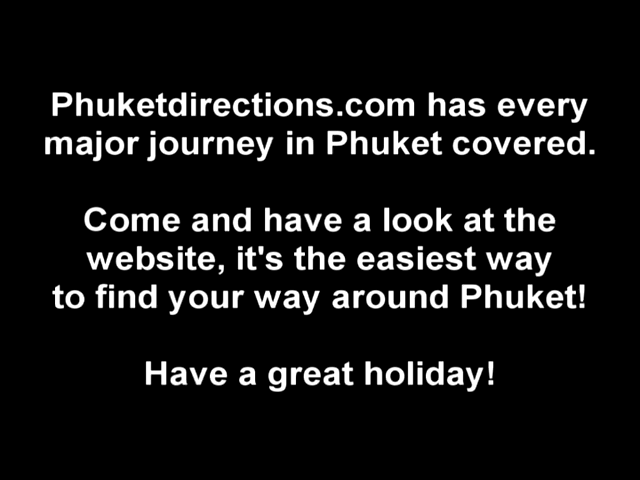 Phuketdirections.com has every
major journey in Phuket covered.
Come and have a look at the
website, it's the easiest way
to find your way around Phuket!
Have a great holiday!